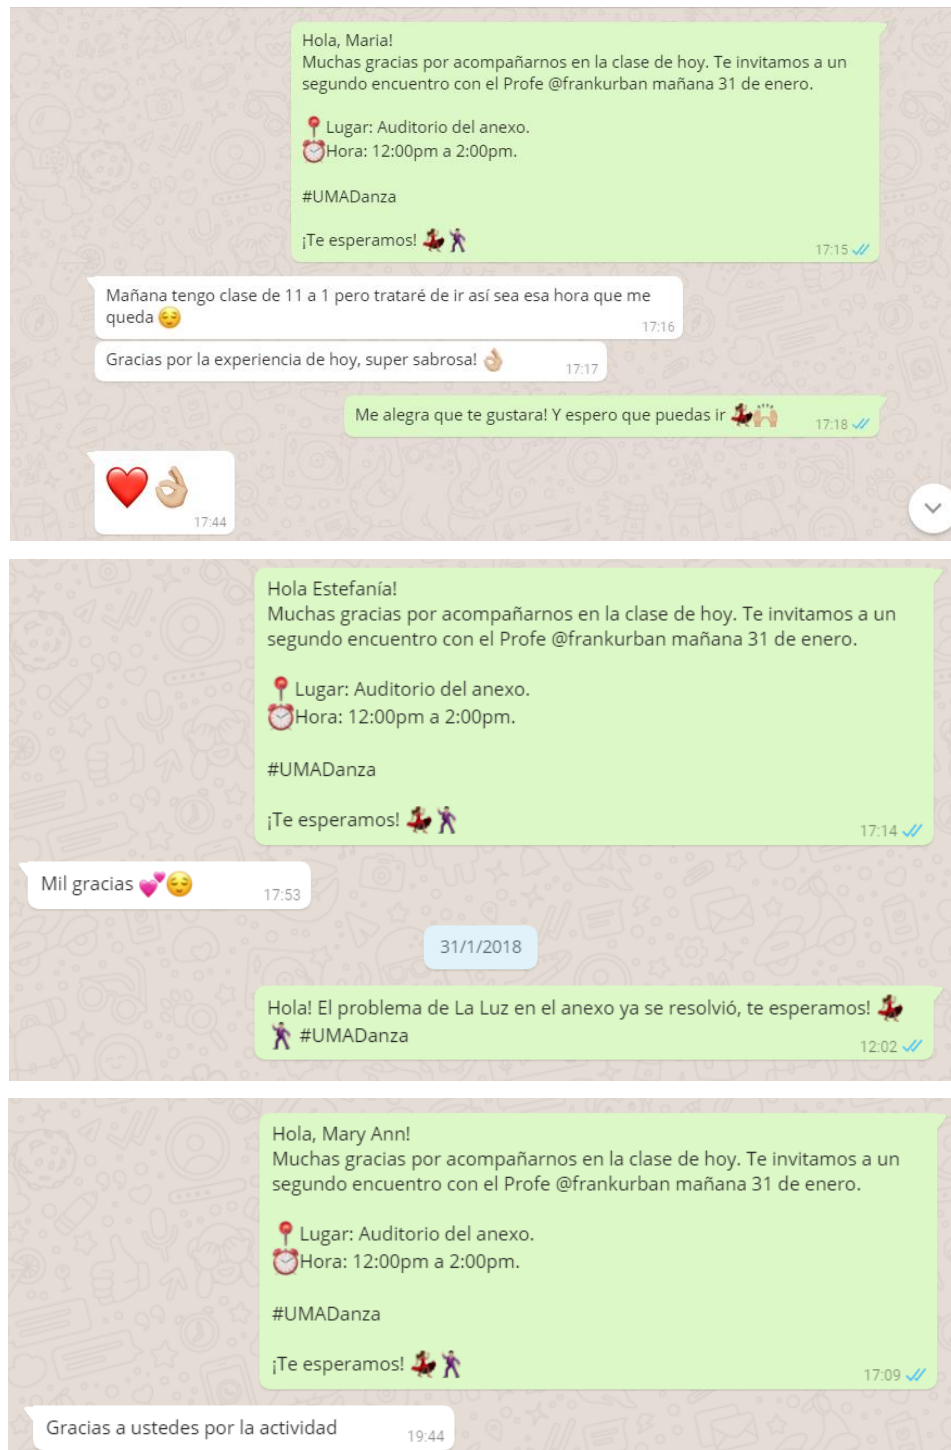 Hola, Maria!
Muchas gracias por acompañarnos en la clase de hoy. Te invitamos a un
segundo encuentro con el Profe @frankurban mañana 31 de enero.
📍Lugar: Auditorio del anexo.
⏰Hora: 12:00pm a 2:00pm.
#UMADanza
¡Te esperamos! 💃🕺
17:15
Mañana tengo clase de 11 a 1 pero trataré de ir así sea esa hora que me
queda 😌
17:16
Gracias por la experiencia de hoy, super sabrosa! 👌🏼
17:17
Me alegra que te gustara! Y espero que puedas ir 💃🙌🏼
17:18
❤️👌🏼
17:44
Hola Estefanía!
Muchas gracias por acompañarnos en la clase de hoy. Te invitamos a un
segundo encuentro con el Profe @frankurban mañana 31 de enero.
📍Lugar: Auditorio del anexo.
⏰Hora: 12:00pm a 2:00pm.
#UMADanza
¡Te esperamos! 💃🕺
17:14
Mil gracias 💕😌
17:53
31/1/2018
Hola! El problema de La Luz en el anexo ya se resolvió, te esperamos! 💃
🕺 #UMADanza
12:02
Hola, Mary Ann!
Muchas gracias por acompañarnos en la clase de hoy. Te invitamos a un
segundo encuentro con el Profe @frankurban mañana 31 de enero.
📍Lugar: Auditorio del anexo.
⏰Hora: 12:00pm a 2:00pm.
#UMADanza
¡Te esperamos! 💃🕺
17:09
Gracias a ustedes por la actividad
19:44